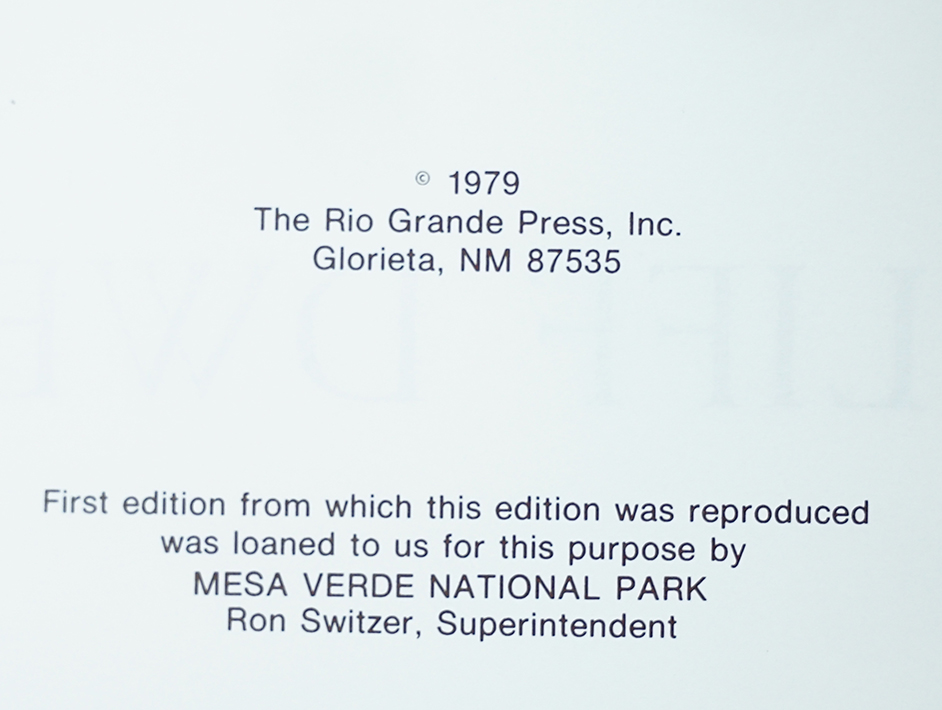 © 1979
The Rio Grande Press, Inc.
Glorieta, NM 87535
First edition from which this edition was reproduced
was loaned to us for this purpose by
MESA VERDE NATIONAL PARK
Ron Switzer, Superintendent